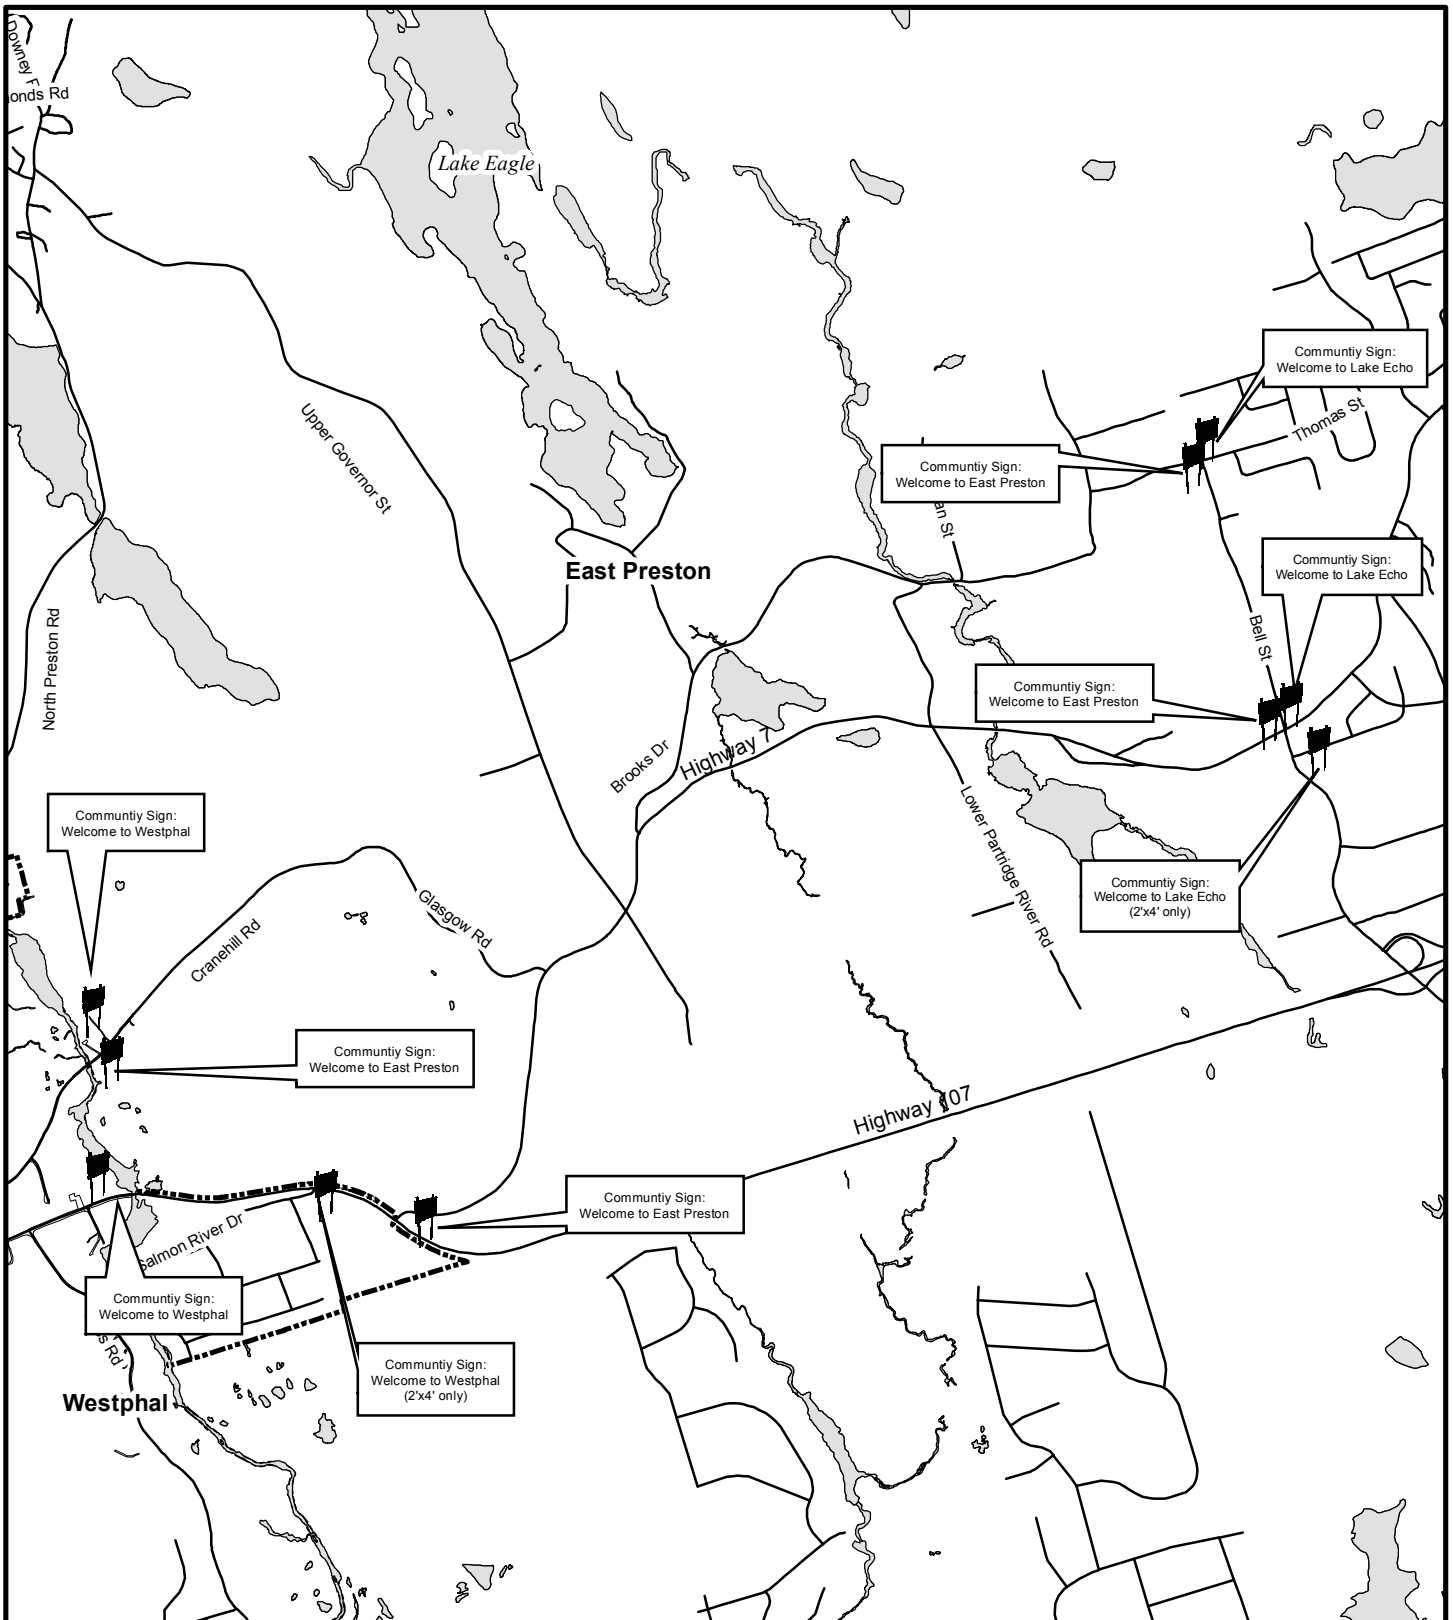 Downey
onds Rd
Lake Eagle
Communtiy Sign:
Welcome to Lake Echo
Upper Governor St
Thomas St
Communtiy Sign:
Welcome to East Preston
an St
East Preston
Communtiy Sign:
Welcome to Lake Echo
North Preston Rd
Bell St
Communtiy Sign:
Welcome to East Preston
Brooks Dr
Highway 7
Communtiy Sign:
Welcome to Westphal
Lower Partridge River Rd
Communtiy Sign:
Welcome to Lake Echo
(2'x4' only)
Glasgow Rd
Cranehill Rd
Communtiy Sign:
Welcome to East Preston
Highway 107
Communtiy Sign:
Welcome to East Preston
Salmon River Dr
Communtiy Sign:
Welcome to Westphal
s Rd
Communtiy Sign:
Welcome to Westphal
(2'x4' only)
Westphal